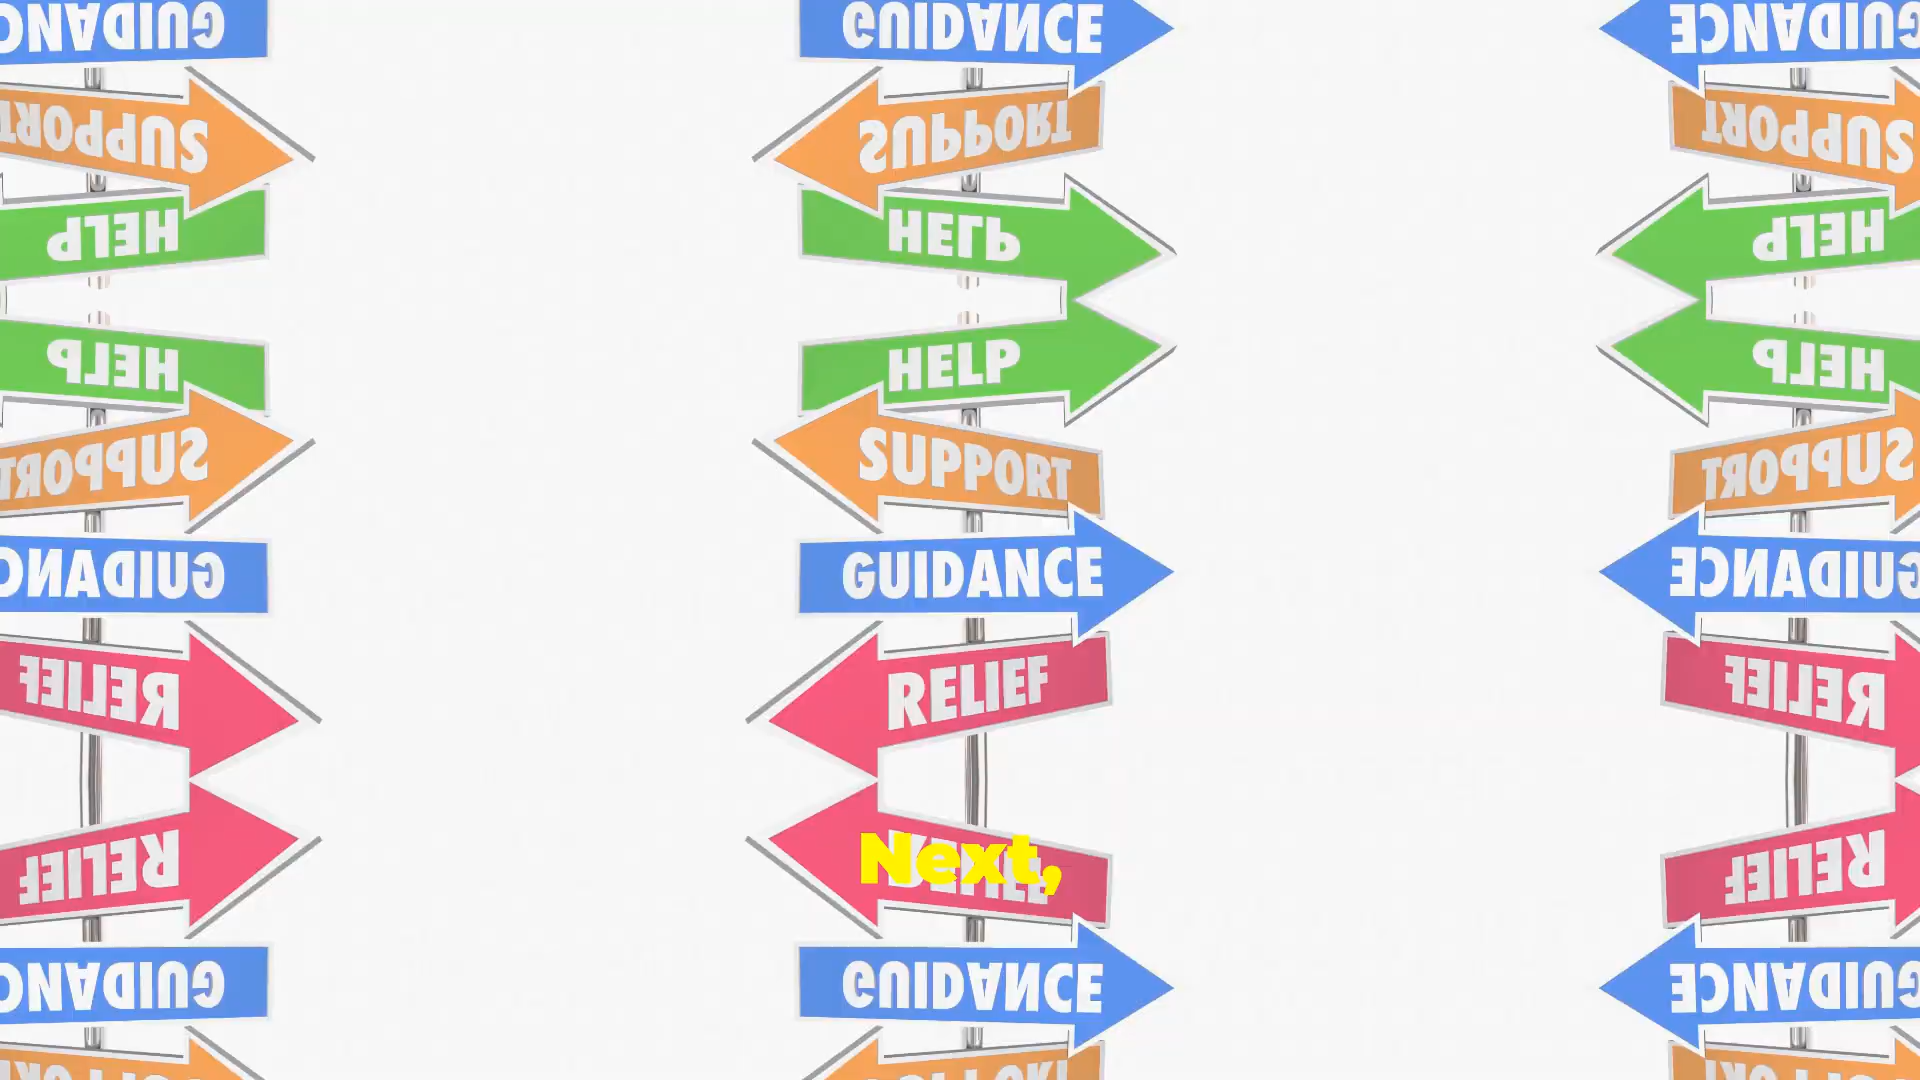 GUIDANCE
SUPPORT
HELP
HELP
SUPPORT
GUIDANCE
RELIEF
Next,
GUIDANCE